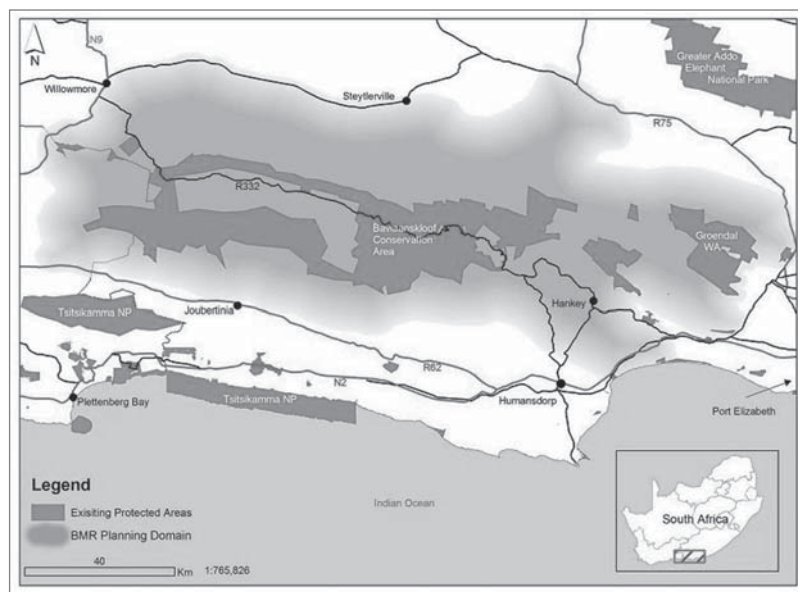 N9
N
Willowmore
Steytlerville
Greater Addo
Elephant
National Park
R75
R332
Baviaanskloof
Conservation
Area
Groendal
WA
Tsitsikamma NP
Joubertinia
Hankey
R62
N2
Plettenberg Bay
Tsitsikamma NP
Humansdorp
Port Elizabeth
Legend
Exisiting Protected Areas
BMR Planning Domain
40
Km
1:765,826
Indian Ocean
South Africa